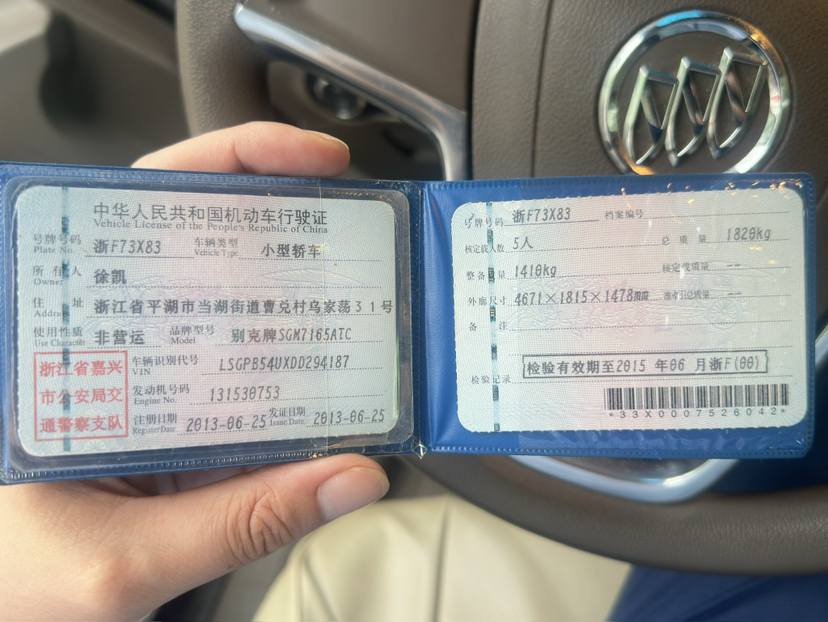 中华人民共和国机动车行驶证
Vehicle License of the People's Republic of China
号牌号码 浙F73X83 车辆类型 小型轿车
Plate No. Vehicle Type
所有人 徐凯
Owner
住址 浙江省平湖市当湖街道曹兑村乌家荡31号
Address
使用性质 非营运 品牌型号 别克牌SGM7165ATC
Use Character Model
浙江省嘉兴
市公安局交
通警察支队
车辆识别代号 LSGPB54UXDD294187
VIN
发动机号码 131530753
Engine No.
注册日期 2013-06-25 发证日期 2013-06-25
Register Date Issue Date
号牌号码 浙F73X83 档案编号
核定载人数 5人 总质量 1820kg
整备质量 1410kg 核定载质量 --
外廓尺寸 4671×1815×1478mm 准牵引总质量 --
备注
检验记录 检验有效期至2015年06月浙F(00)
*33X0007526042*